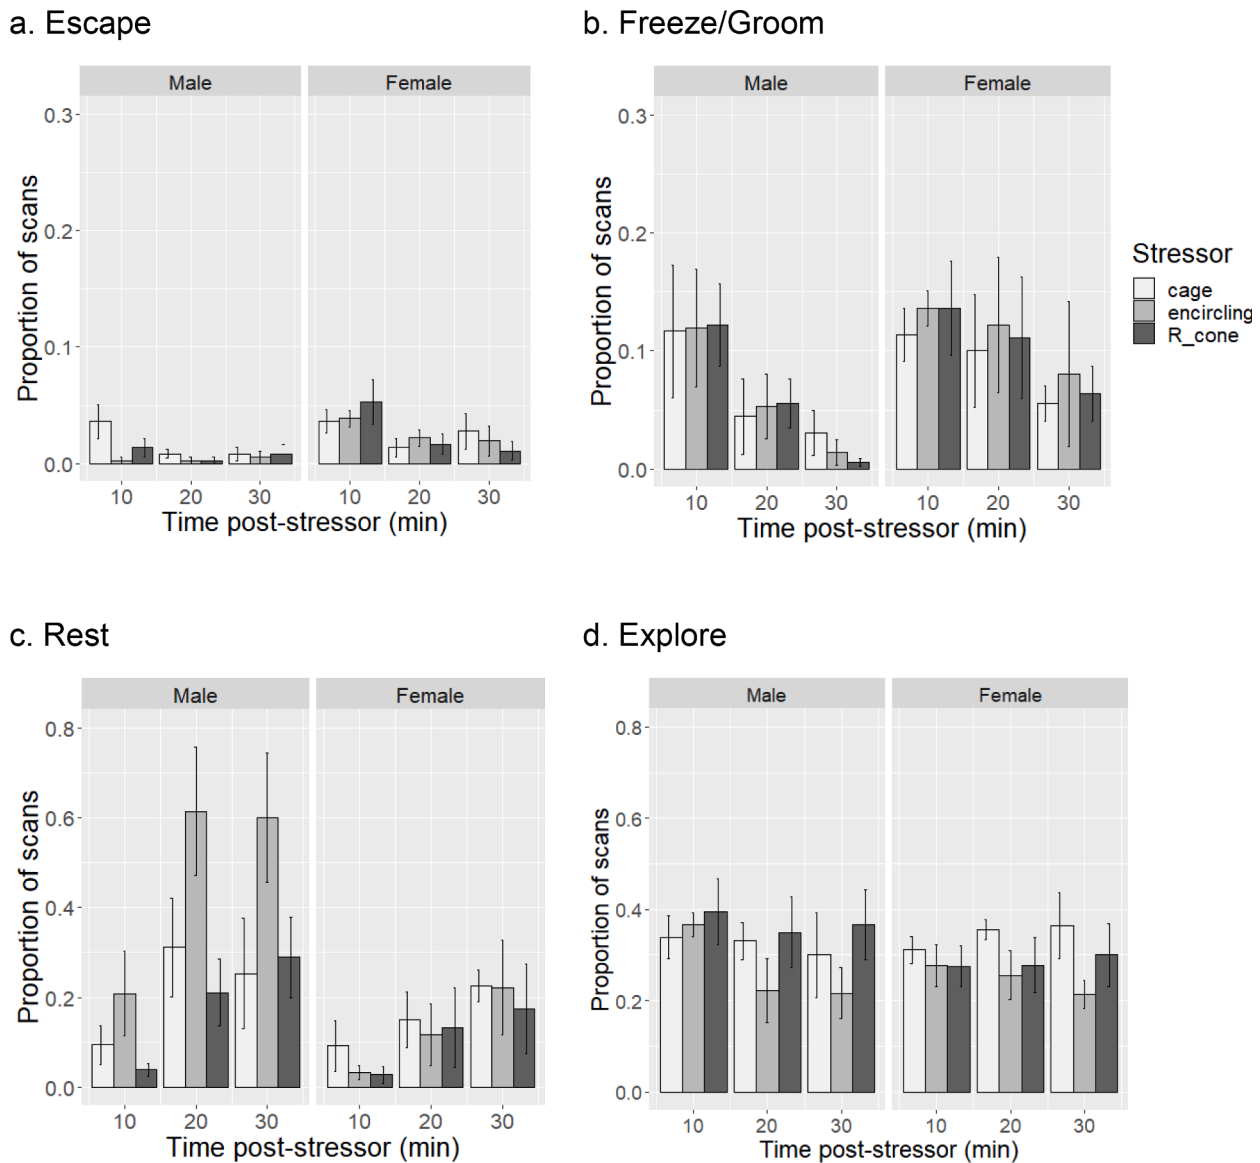 a. Escape
Male Female
Proportion of scans
0.3
0.2
0.1
0.0
10 20 30 10 20 30
Time post-stressor (min)
b. Freeze/Groom
Male Female
Proportion of scans
0.3
0.2
0.1
0.0
10 20 30 10 20 30
Time post-stressor (min)
Stressor
cage
encircling
R_cone
c. Rest
Male Female
Proportion of scans
0.8
0.6
0.4
0.2
0.0
10 20 30 10 20 30
Time post-stressor (min)
d. Explore
Male Female
Proportion of scans
0.8
0.6
0.4
0.2
0.0
10 20 30 10 20 30
Time post-stressor (min)